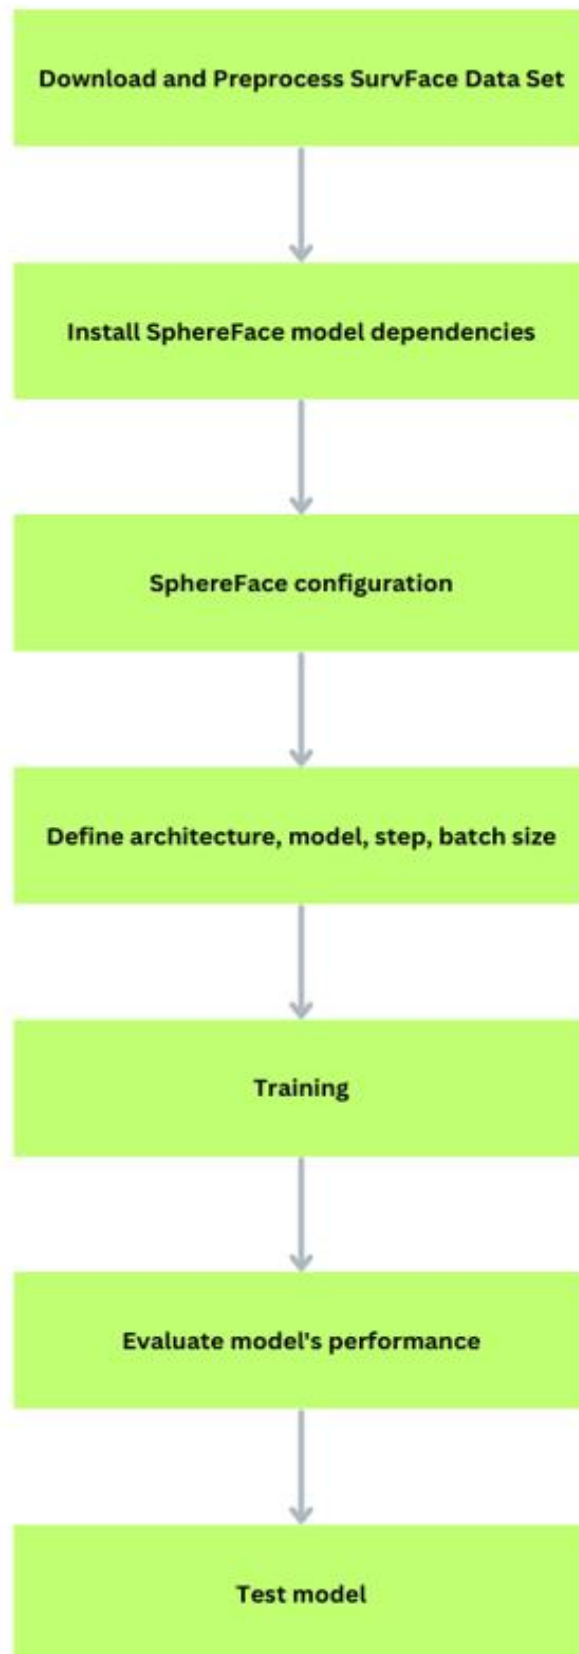 Download and Preprocess SurvFace Data Set
Install SphereFace model dependencies
SphereFace configuration
Define architecture, model, step, batch size
Training
Evaluate model's performance
Test model